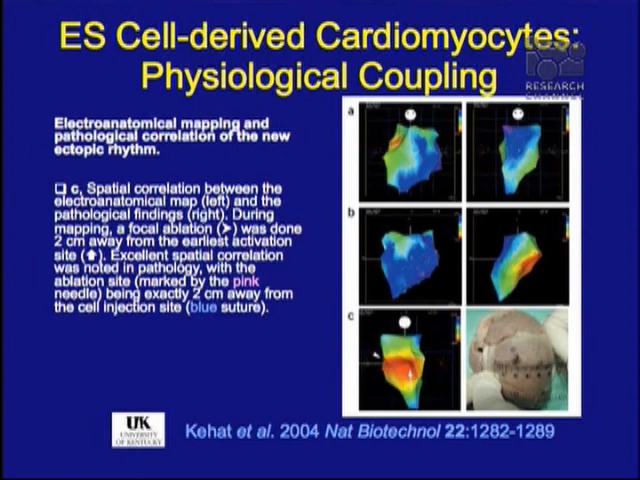 ES Cell-derived Cardiomyocytes:
Physiological Coupling
RESEARCH
CHANNEL
Electroanatomical mapping and
pathological correlation of the new
ectopic rhythm.
❑ c, Spatial correlation between the
electroanatomical map (left) and the
pathological findings (right). During
mapping, a focal ablation (➤) was done
2 cm away from the earliest activation
site (⬆). Excellent spatial correlation
was noted in pathology, with the
ablation site (marked by the pink
needle) being exactly 2 cm away from
the cell injection site (blue suture).
a
b
c
UK
UNIVERSITY
OF KENTUCKY
Kehat et al. 2004 Nat Biotechnol 22:1282-1289